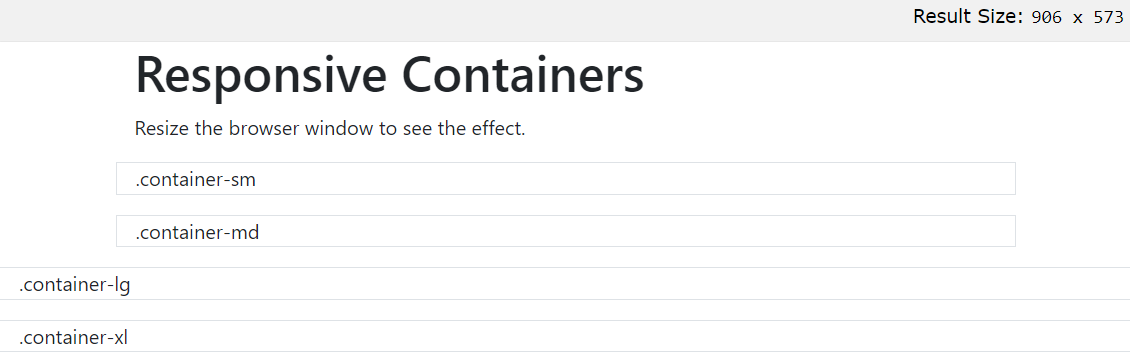 Result Size: 906 x 573
Responsive Containers
Resize the browser window to see the effect.
.container-sm
.container-md
.container-lg
.container-xl